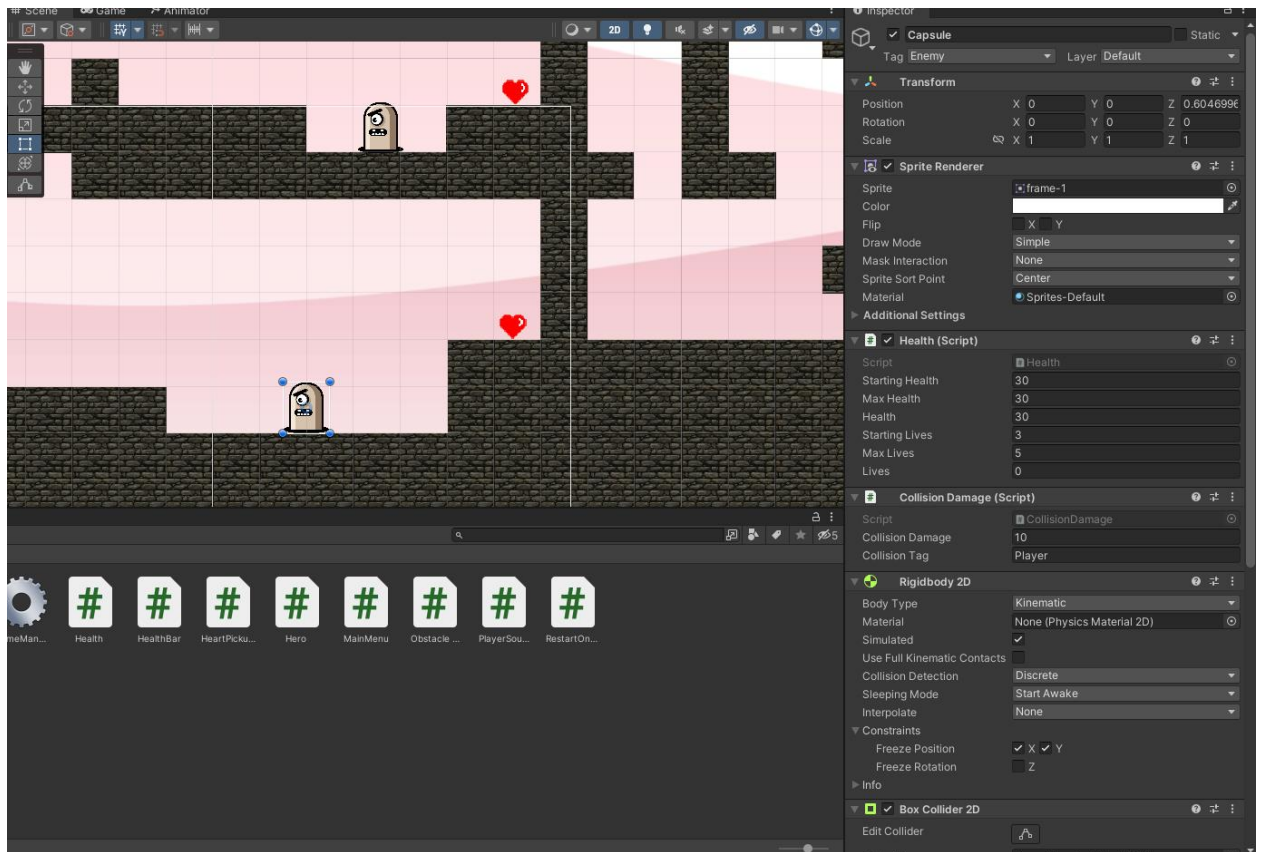 # Scene Game Animator
2D
5
meMan... Health HealthBar HeartPicku... Hero MainMenu Obstacle ... PlayerSou... RestartOn...
Inspector
Capsule Static
Tag Enemy Layer Default
Transform
Position X 0 Y 0 Z 0.604699
Rotation X 0 Y 0 Z 0
Scale X 1 Y 1 Z 1
Sprite Renderer
Sprite frame-1
Color
Flip X Y
Draw Mode Simple
Mask Interaction None
Sprite Sort Point Center
Material Sprites-Default
Additional Settings
# Health (Script)
Script Health
Starting Health 30
Max Health 30
Health 30
Starting Lives 3
Max Lives 5
Lives 0
# Collision Damage (Script)
Script CollisionDamage
Collision Damage 10
Collision Tag Player
Rigidbody 2D
Body Type Kinematic
Material None (Physics Material 2D)
Simulated
Use Full Kinematic Contacts
Collision Detection Discrete
Sleeping Mode Start Awake
Interpolate None
Constraints
Freeze Position X Y
Freeze Rotation Z
Info
Box Collider 2D
Edit Collider